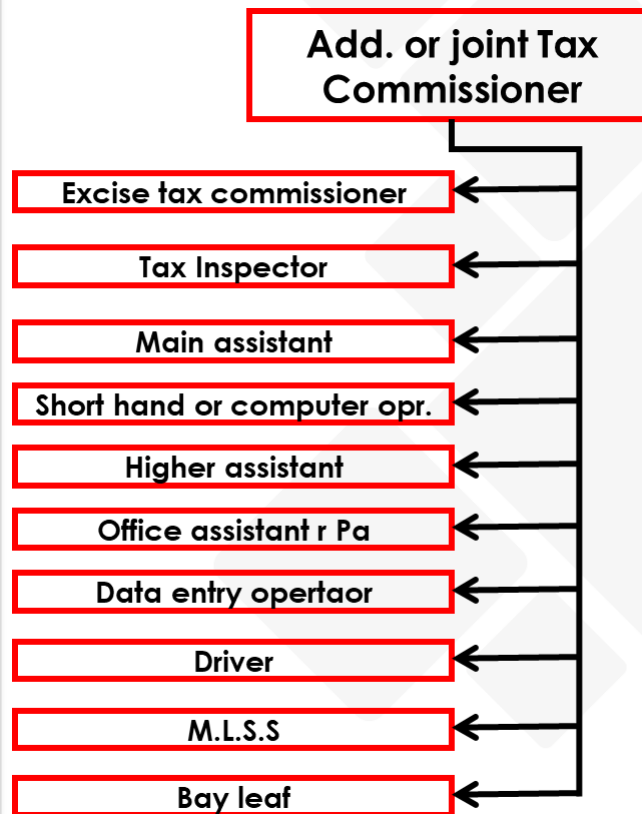 Add. or joint Tax
Commissioner
Excise tax commissioner
Tax Inspector
Main assistant
Short hand or computer opr.
Higher assistant
Office assistant r Pa
Data entry opertaor
Driver
M.L.S.S
Bay leaf